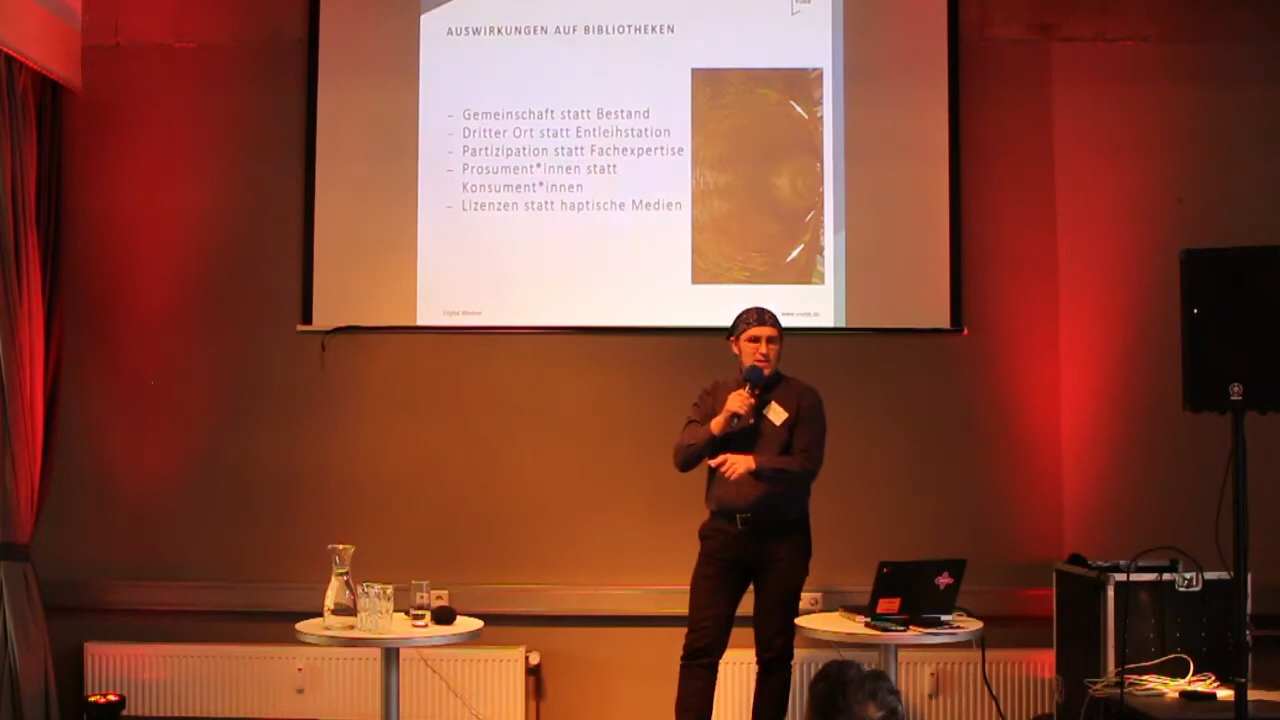 AUSWIRKUNGEN AUF BIBLIOTHEKEN
– Gemeinschaft statt Bestand
– Dritter Ort statt Entleihstation
– Partizipation statt Fachexpertise
– Prosument*innen statt
Konsument*innen
– Lizenzen statt haptische Medien